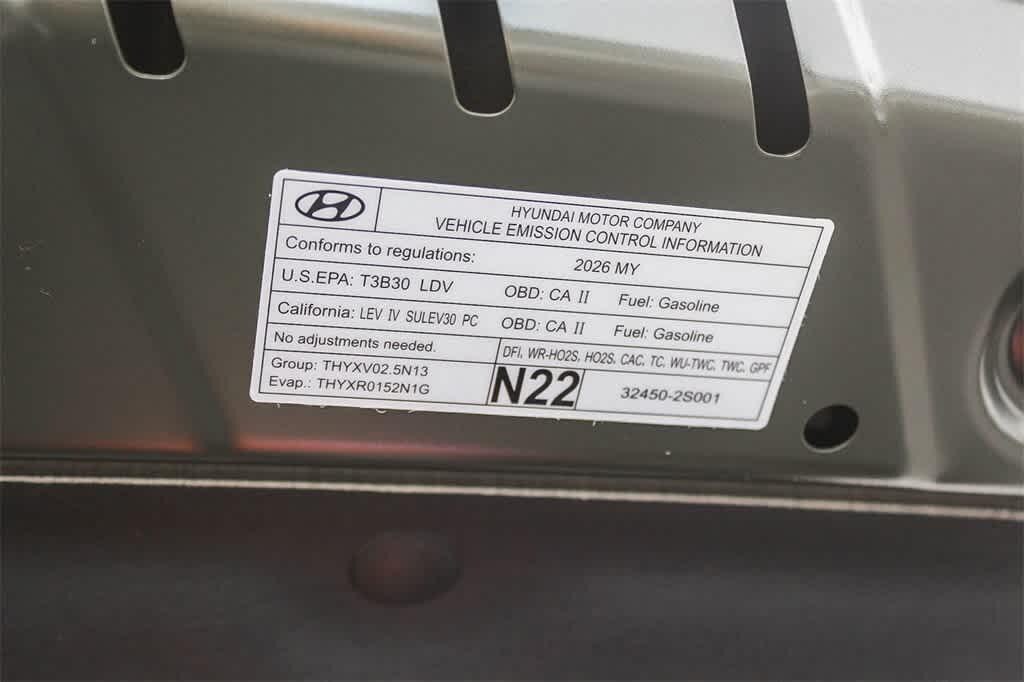 HYUNDAI MOTOR COMPANY
VEHICLE EMISSION CONTROL INFORMATION
Conforms to regulations: 2026 MY
U.S.EPA: T3B30 LDV OBD: CA II Fuel: Gasoline
California: LEV IV SULEV30 PC OBD: CA II Fuel: Gasoline
No adjustments needed. DFI, WR-HO2S, HO2S, CAC, TC, WU-TWC, TWC, GPF
Group: THYXV02.5N13
Evap.: THYXR0152N1G
N22
32450-2S001